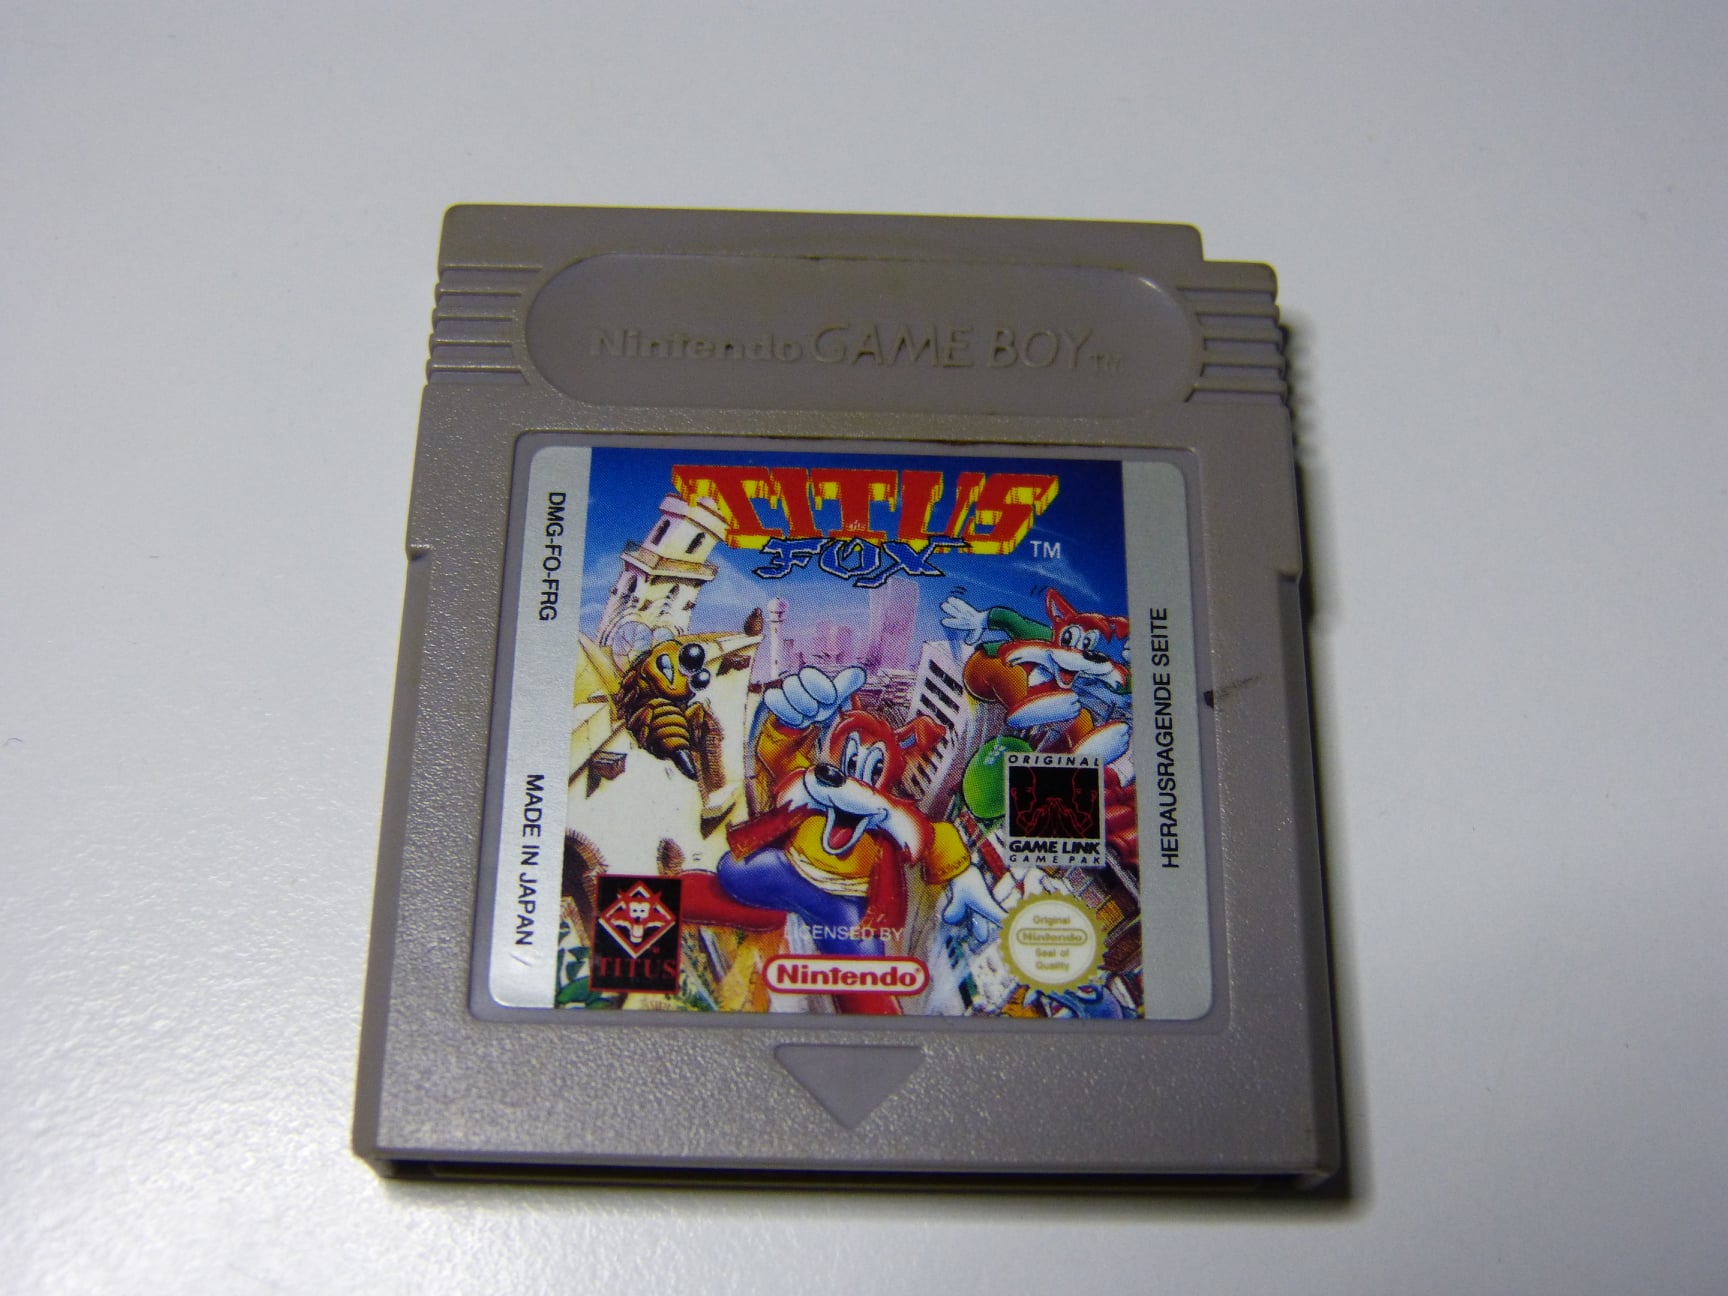 Nintendo GAME BOY TM
TITUS
THE
FOX TM
DMG-FO-FRG
MADE IN JAPAN /
HERAUSRAGENDE SEITE
ORIGINAL
GAME LINK
GAME PAK
TITUS
LICENSED BY
Nintendo®
Original
Nintendo
Seal of
Quality